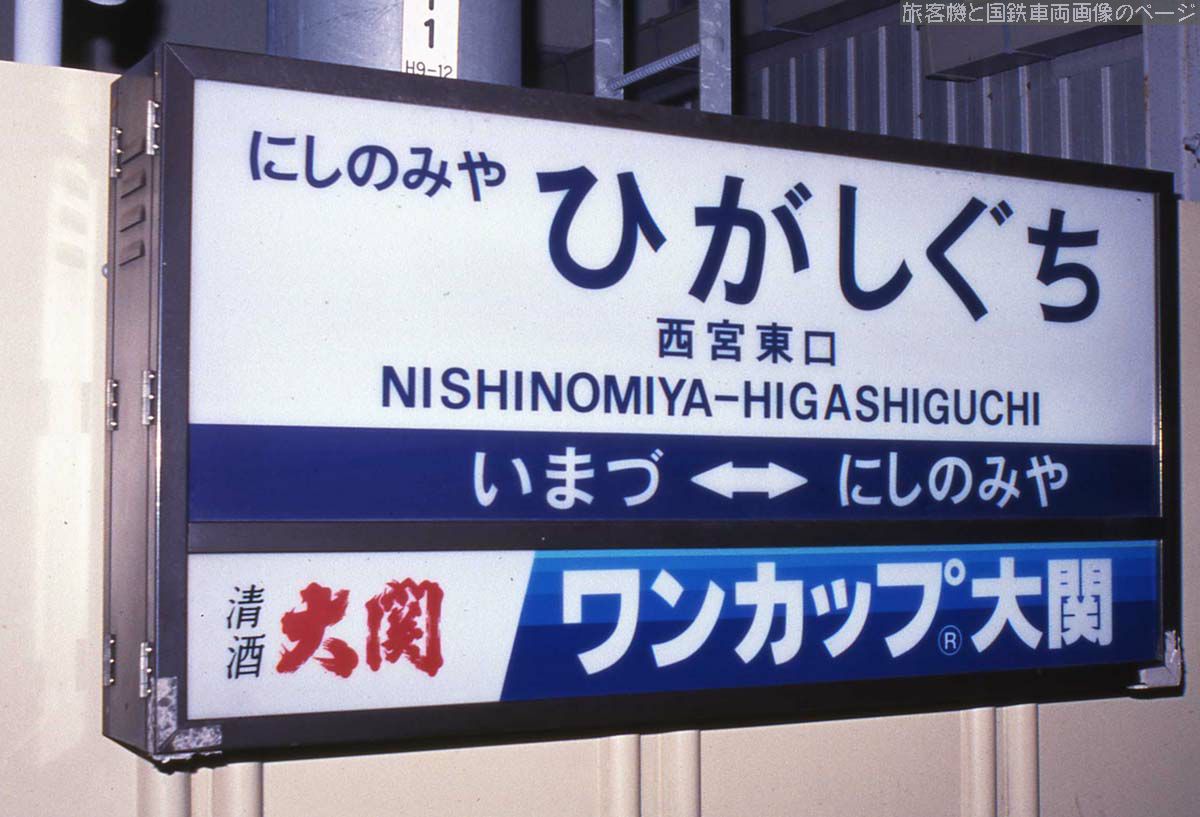 旅客機と国鉄車両画像のページ
1
H9-12
にしのみや ひがしぐち
西宮東口
NISHINOMIYA-HIGASHIGUCHI
いまづ ⟷ にしのみや
清酒 大関 ワンカップ®大関